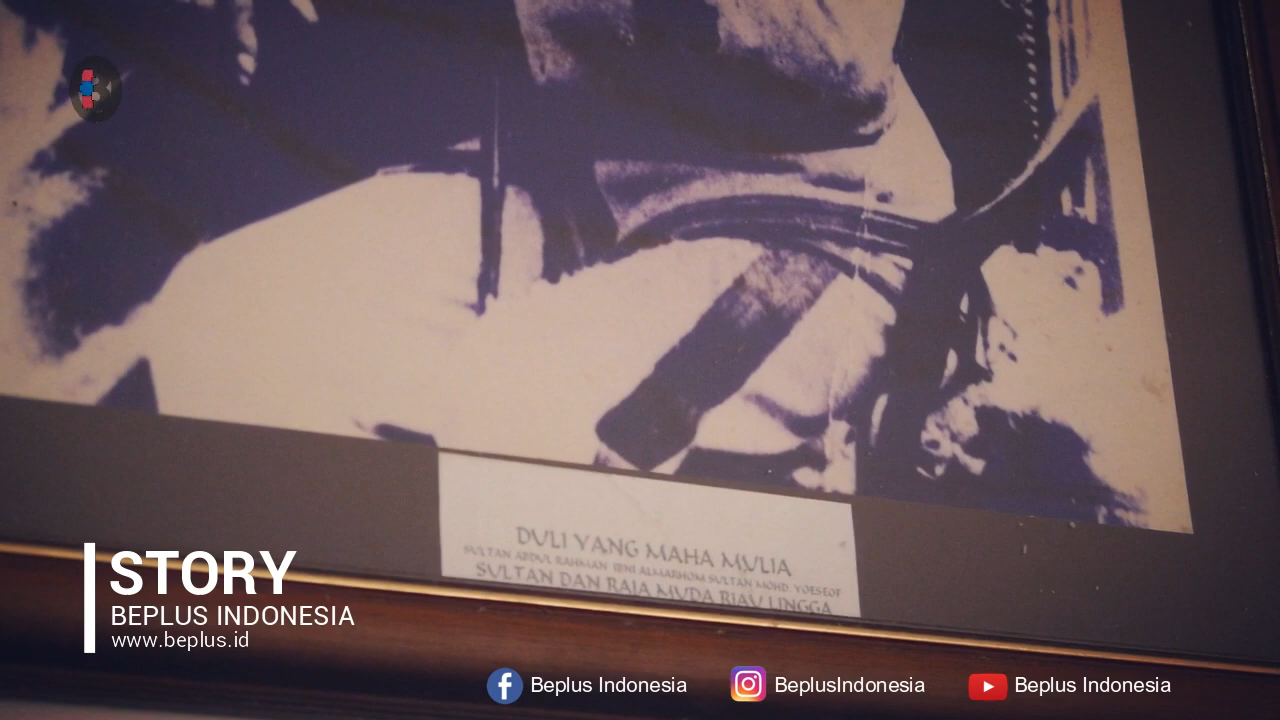 DULI YANG MAHA MULIA
SULTAN ABDUL RAHMAN IBNI ALMARHOM SULTAN MOHD. YOESEOF
SULTAN DAN RAJA MUDA RIAU LINGGA
STORY
BEPLUS INDONESIA
www.beplus.id
Beplus Indonesia
BeplusIndonesia
Beplus Indonesia